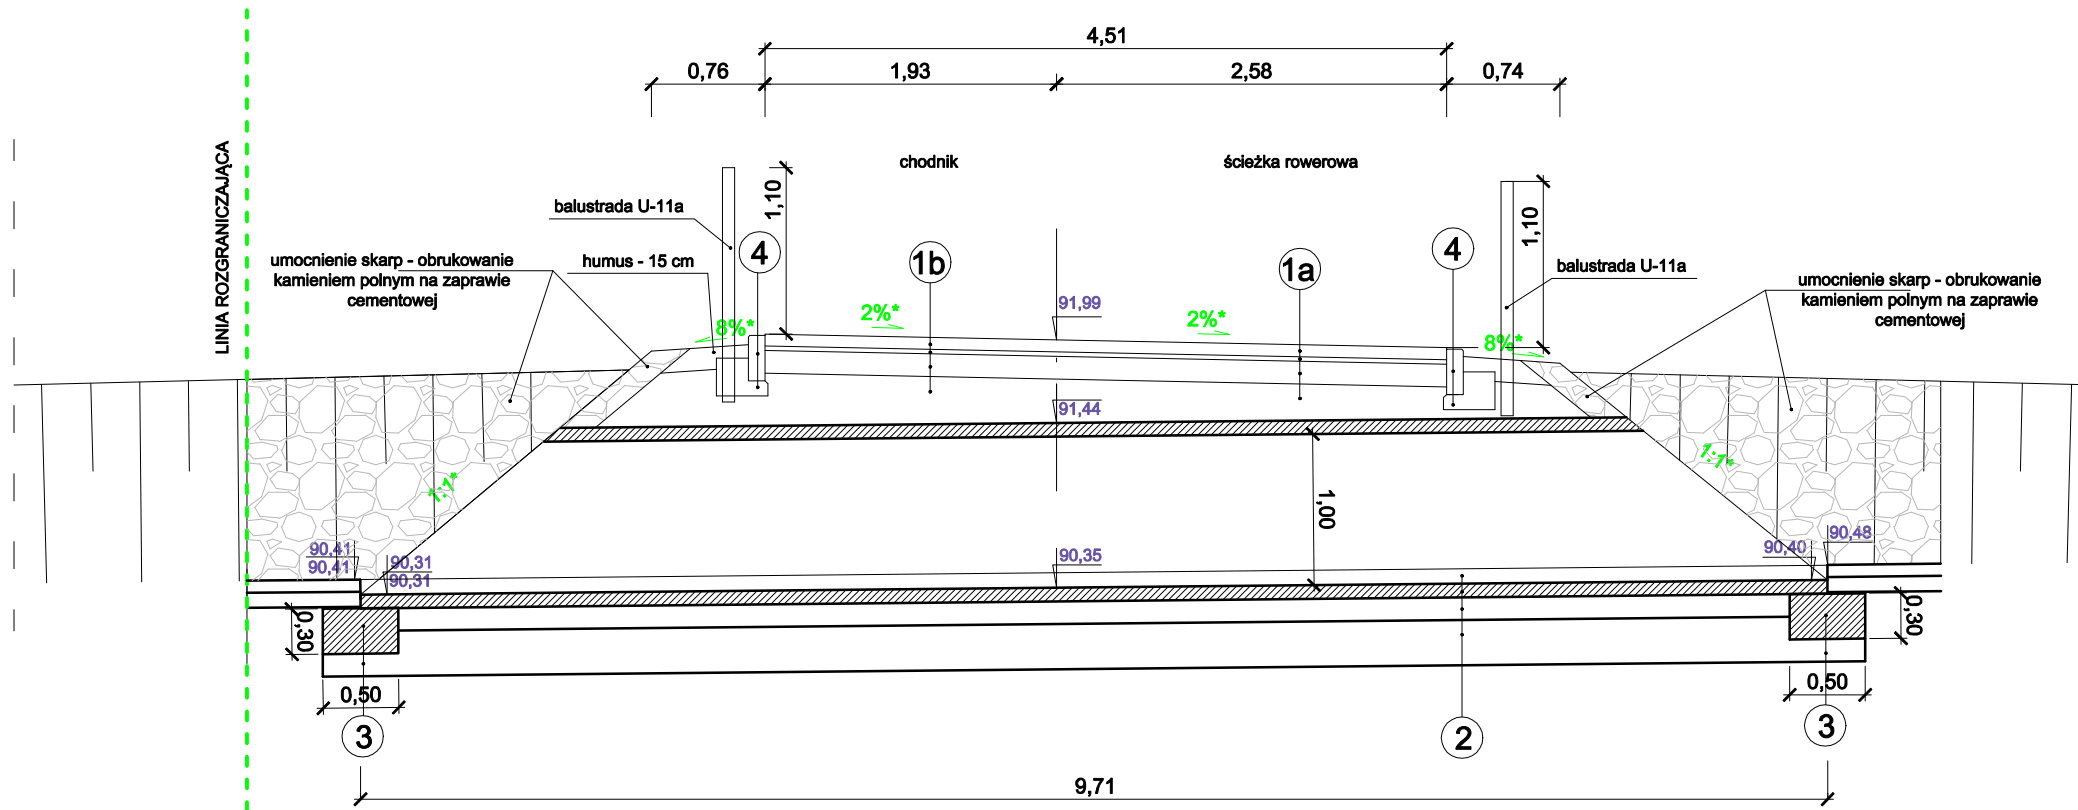 4,51
0,76
1,93
2,58
0,74
LINIA ROZGRANICZAJĄCA
chodnik
ścieżka rowerowa
1,10
1,10
balustrada U-11a
umocnienie skarp - obrukowanie
kamieniem polnym na zaprawie
cementowej
humus - 15 cm
4
1b
1a
4
balustrada U-11a
umocnienie skarp - obrukowanie
kamieniem polnym na zaprawie
cementowej
8%*
2%*
91,99
2%*
8%*
91,44
1:1*
1:1*
1,00
90,41
90,41
90,31
90,31
90,35
90,40
90,48
0,30
0,30
0,50
0,50
3
2
3
9,71